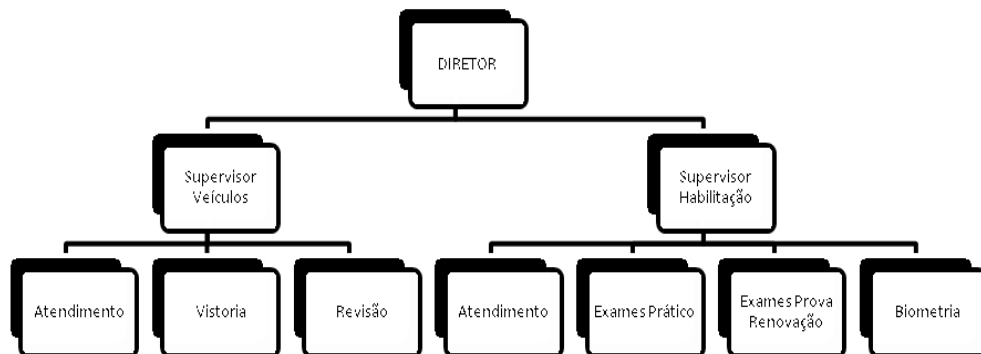 DIRETOR
Supervisor
Veículos
Supervisor
Habilitação
Atendimento
Vistoria
Revisão
Atendimento
Exames Prático
Exames Prova
Renovação
Biometria